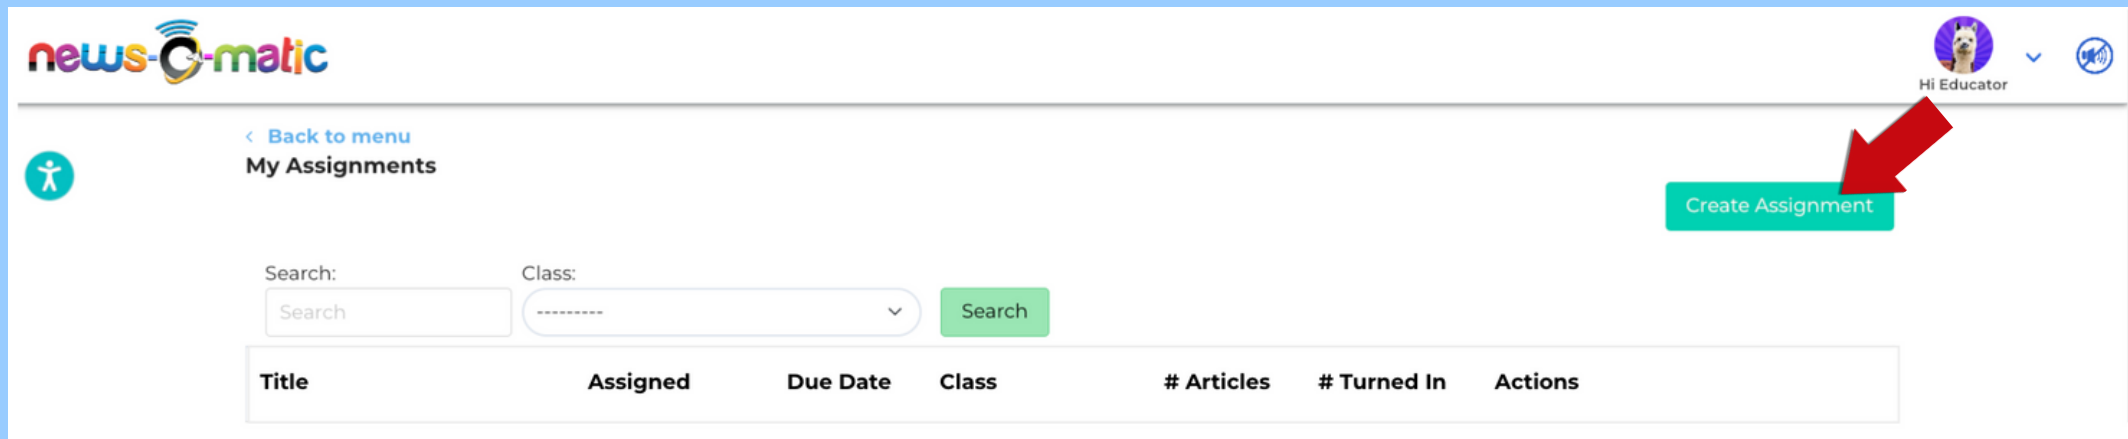 news-O-matic
Hi Educator
< Back to menu
My Assignments
Create Assignment
Search:
Class:
Search
---------
Search
Title
Assigned
Due Date
Class
# Articles
# Turned In
Actions